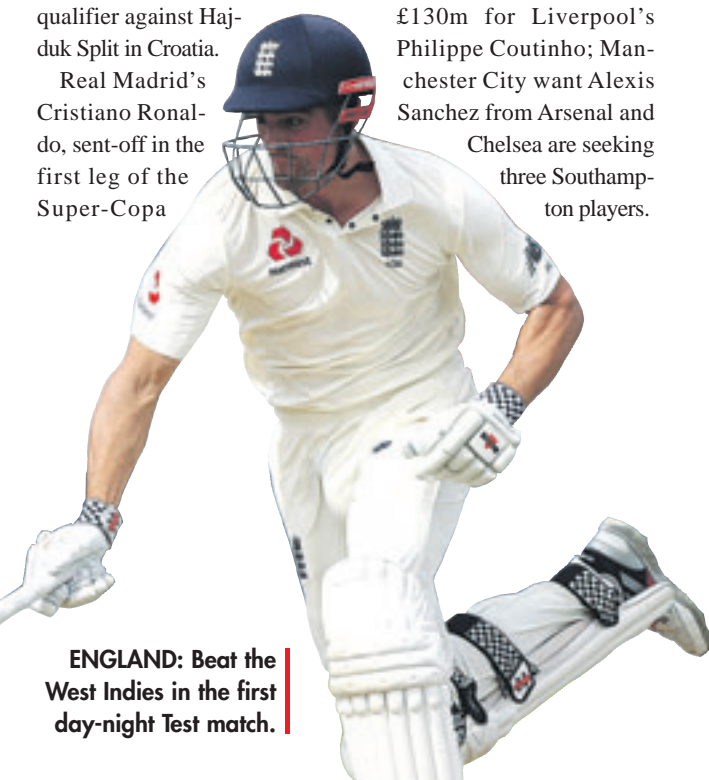 qualifier against Haj-
duk Split in Croatia.
Real Madrid's
Cristiano Ronal-
do, sent-off in the
first leg of the
Super-Copa
£130m for Liverpool's
Philippe Coutinho; Man-
chester City want Alexis
Sanchez from Arsenal and
Chelsea are seeking
three Southamp-
ton players.
ENGLAND: Beat the
West Indies in the first
day-night Test match.